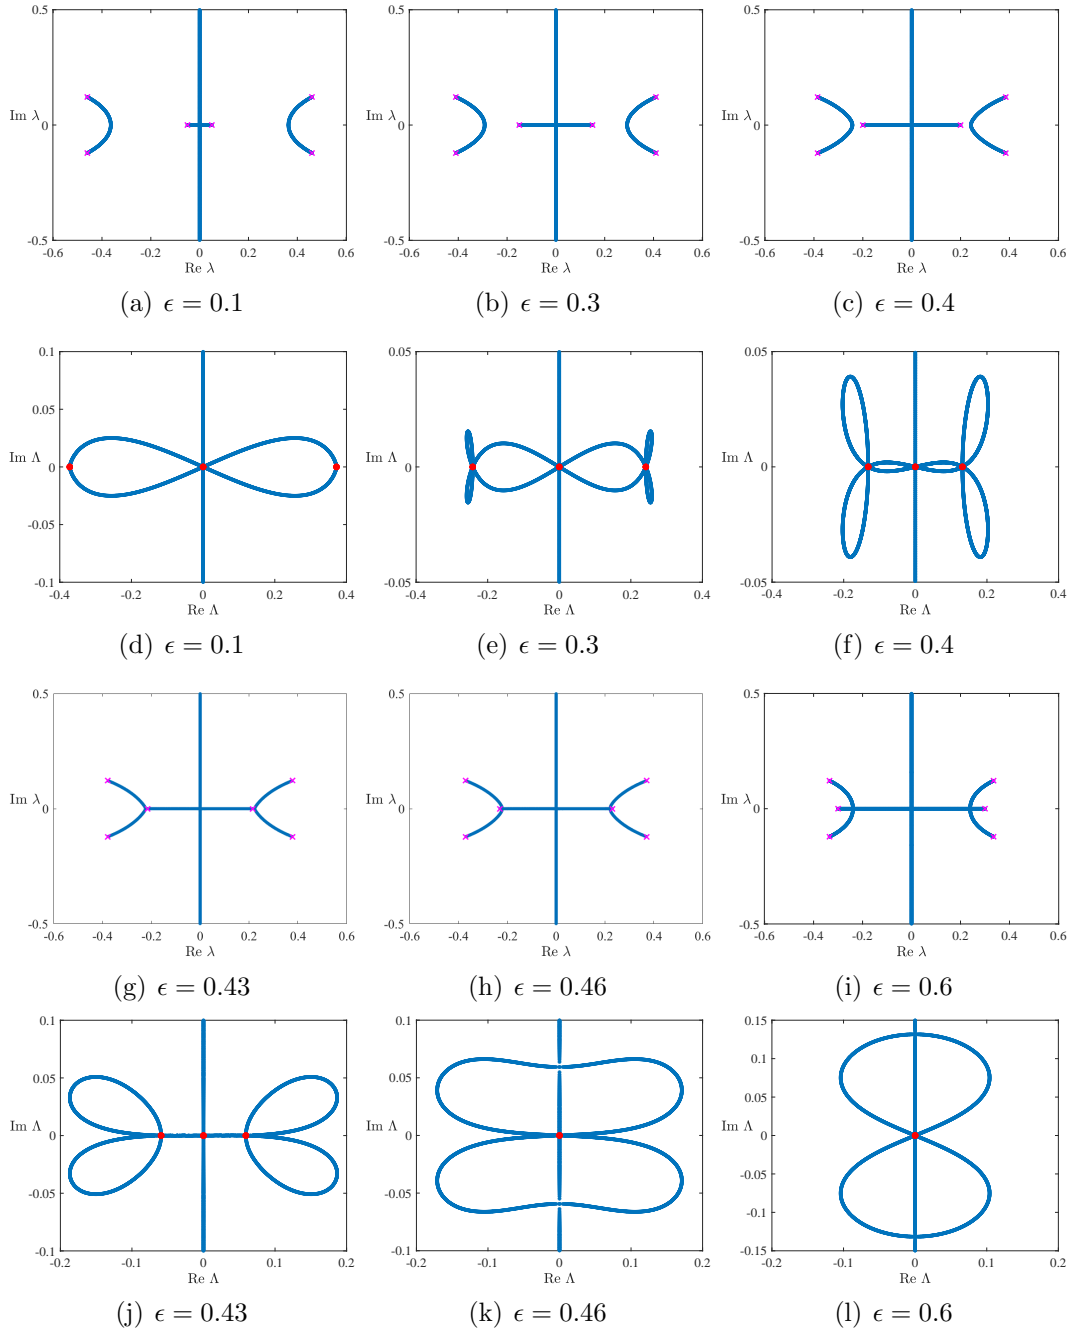 0.5 0.5 0.5
Im λ 0 Im λ 0 Im λ 0
-0.5 -0.5 -0.5
-0.6 -0.4 -0.2 0 0.2 0.4 0.6 -0.6 -0.4 -0.2 0 0.2 0.4 0.6 -0.6 -0.4 -0.2 0 0.2 0.4 0.6
Re λ Re λ Re λ
(a) ϵ = 0.1 (b) ϵ = 0.3 (c) ϵ = 0.4
0.1 0.05 0.05
0.05
Im Λ 0 Im Λ 0 Im Λ 0
-0.05
-0.1 -0.05 -0.05
-0.4 -0.2 0 0.2 0.4 -0.4 -0.2 0 0.2 0.4 -0.4 -0.2 0 0.2 0.4
Re Λ Re Λ Re Λ
(d) ϵ = 0.1 (e) ϵ = 0.3 (f) ϵ = 0.4
0.5 0.5 0.5
Im λ 0 Im λ 0 Im λ 0
-0.5 -0.5 -0.5
-0.6 -0.4 -0.2 0 0.2 0.4 0.6 -0.6 -0.4 -0.2 0 0.2 0.4 0.6 -0.6 -0.4 -0.2 0 0.2 0.4 0.6
Re λ Re λ Re λ
(g) ϵ = 0.43 (h) ϵ = 0.46 (i) ϵ = 0.6
0.1 0.1 0.15
0.1
0.05 0.05 0.05
Im Λ 0 Im Λ 0 Im Λ 0
-0.05 -0.05 -0.05
-0.1
-0.1 -0.1 -0.15
-0.2 -0.1 0 0.1 0.2 -0.2 -0.1 0 0.1 0.2 -0.2 -0.1 0 0.1 0.2
Re Λ Re Λ Re Λ
(j) ϵ = 0.43 (k) ϵ = 0.46 (l) ϵ = 0.6